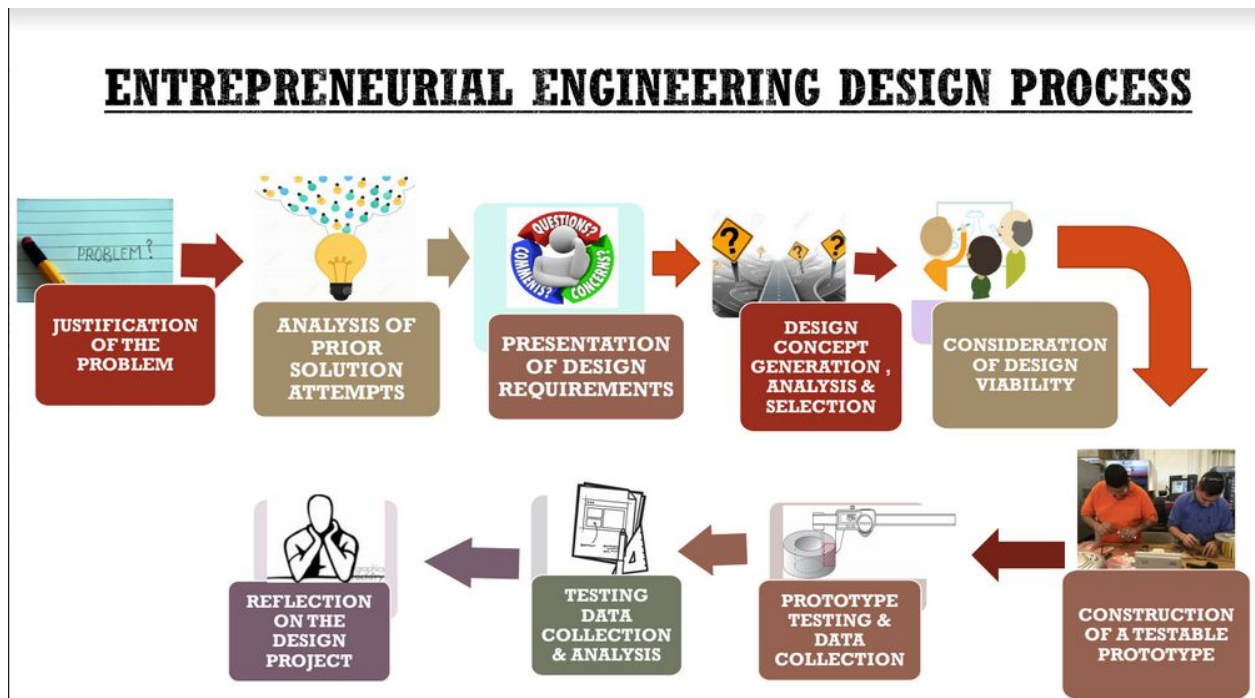 ENTREPRENEURIAL ENGINEERING DESIGN PROCESS
PROBLEM?
JUSTIFICATION
OF THE
PROBLEM
ANALYSIS OF
PRIOR
SOLUTION
ATTEMPTS
QUESTIONS?
COMMENTS?
CONCERNS?
PRESENTATION
OF DESIGN
REQUIREMENTS
?
?
?
DESIGN
CONCEPT
GENERATION ,
ANALYSIS &
SELECTION
CONSIDERATION
OF DESIGN
VIABILITY
CONSTRUCTION
OF A TESTABLE
PROTOTYPE
PROTOTYPE
TESTING &
DATA
COLLECTION
TESTING
DATA
COLLECTION
& ANALYSIS
REFLECTION
ON THE
DESIGN
PROJECT